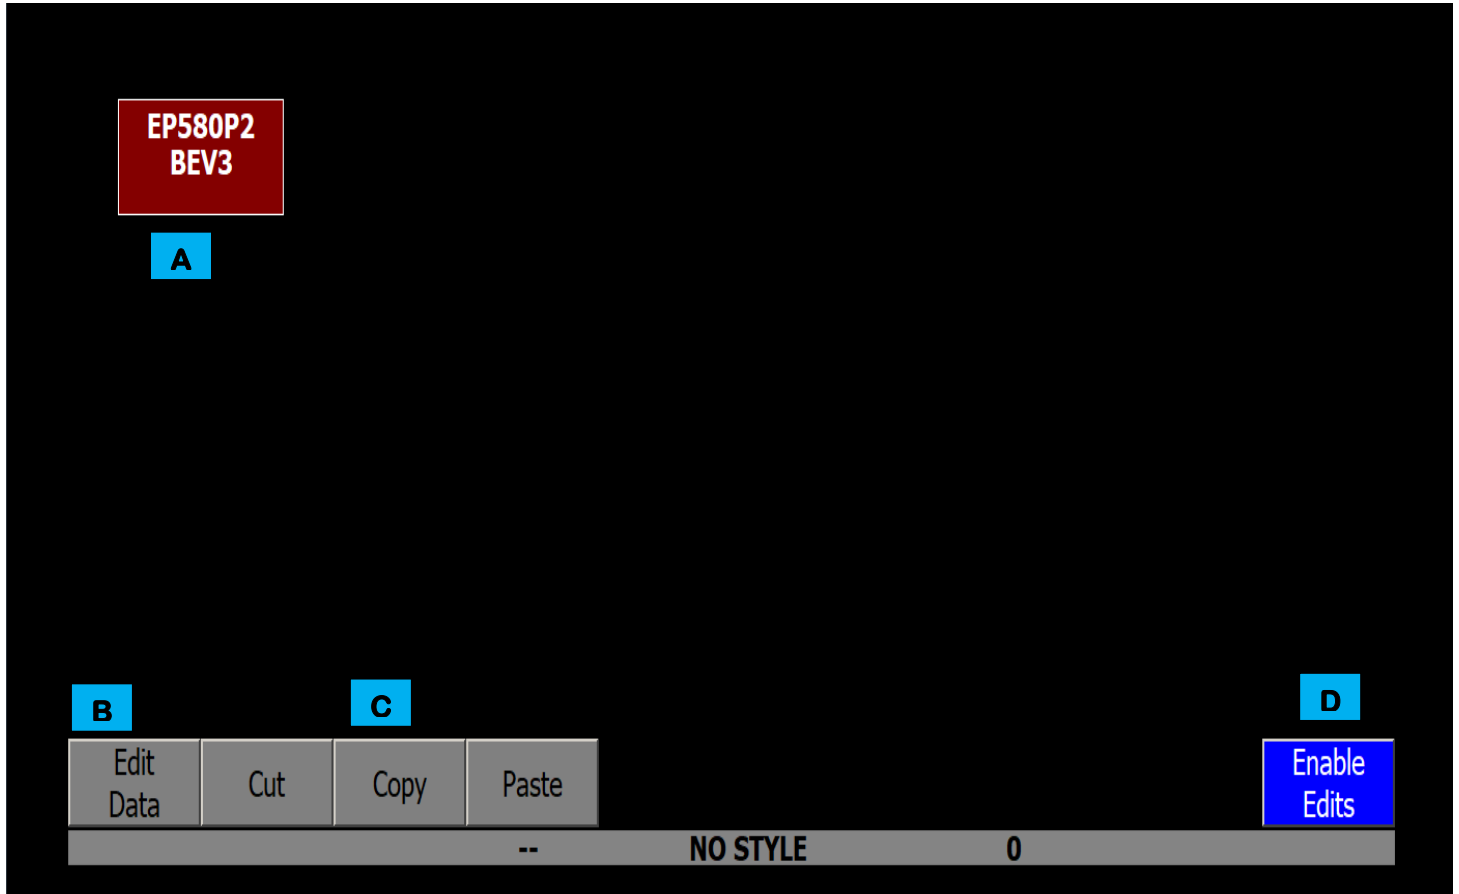 EP580P2
BEV3
A
B
C
D
Edit
Data
Cut
Copy
Paste
Enable
Edits
-- NO STYLE 0